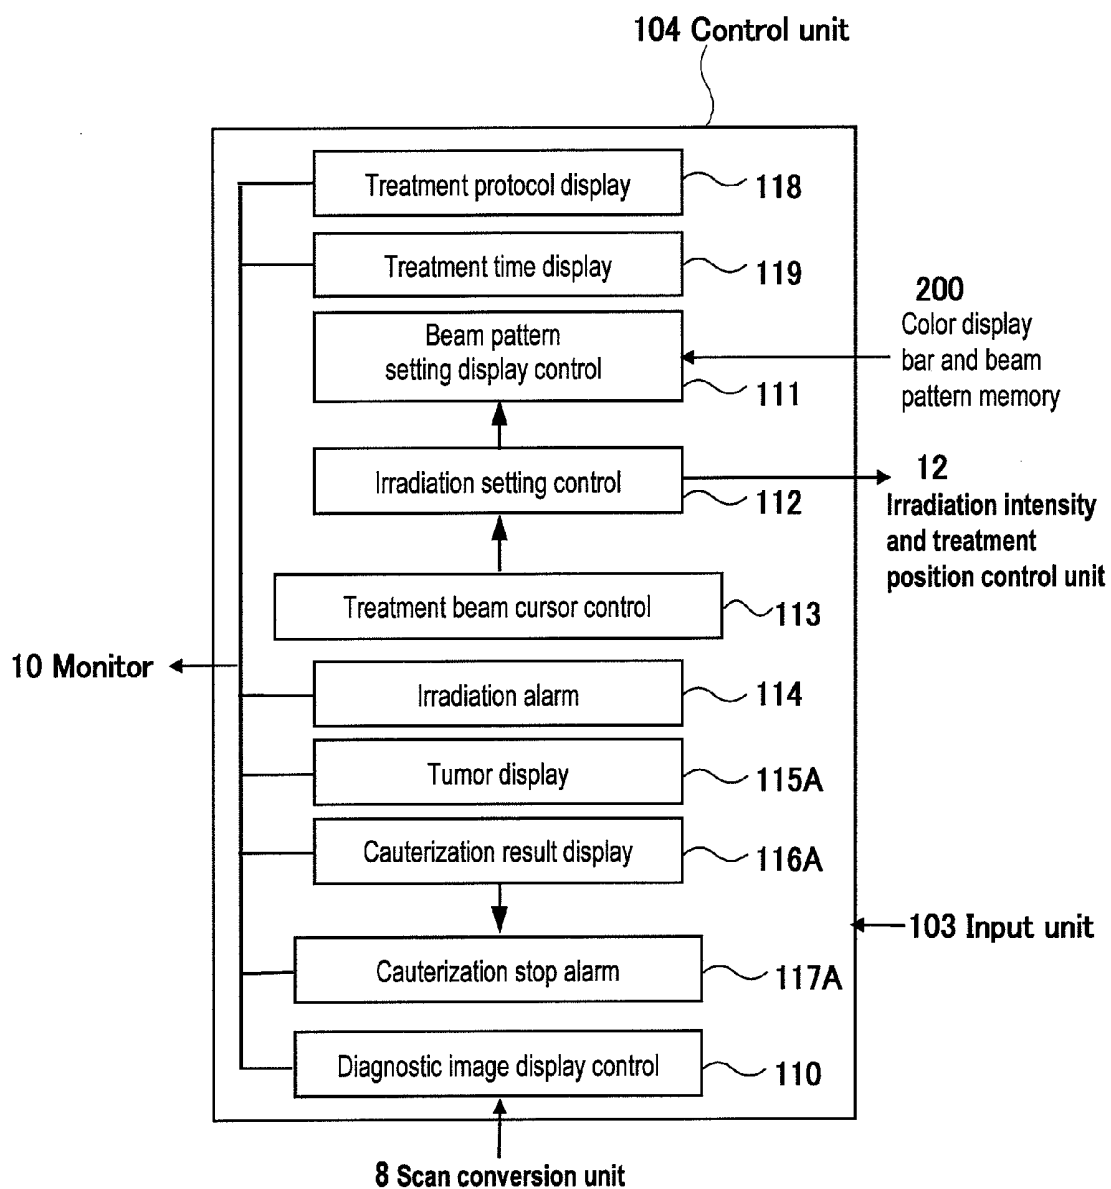 104 Control unit
Treatment protocol display
118
Treatment time display
119
200
Color display
bar and beam
pattern memory
Beam pattern
setting display control
111
Irradiation setting control
112
12
Irradiation intensity
and treatment
position control unit
Treatment beam cursor control
113
10 Monitor
Irradiation alarm
114
Tumor display
115A
Cauterization result display
116A
103 Input unit
Cauterization stop alarm
117A
Diagnostic image display control
110
8 Scan conversion unit